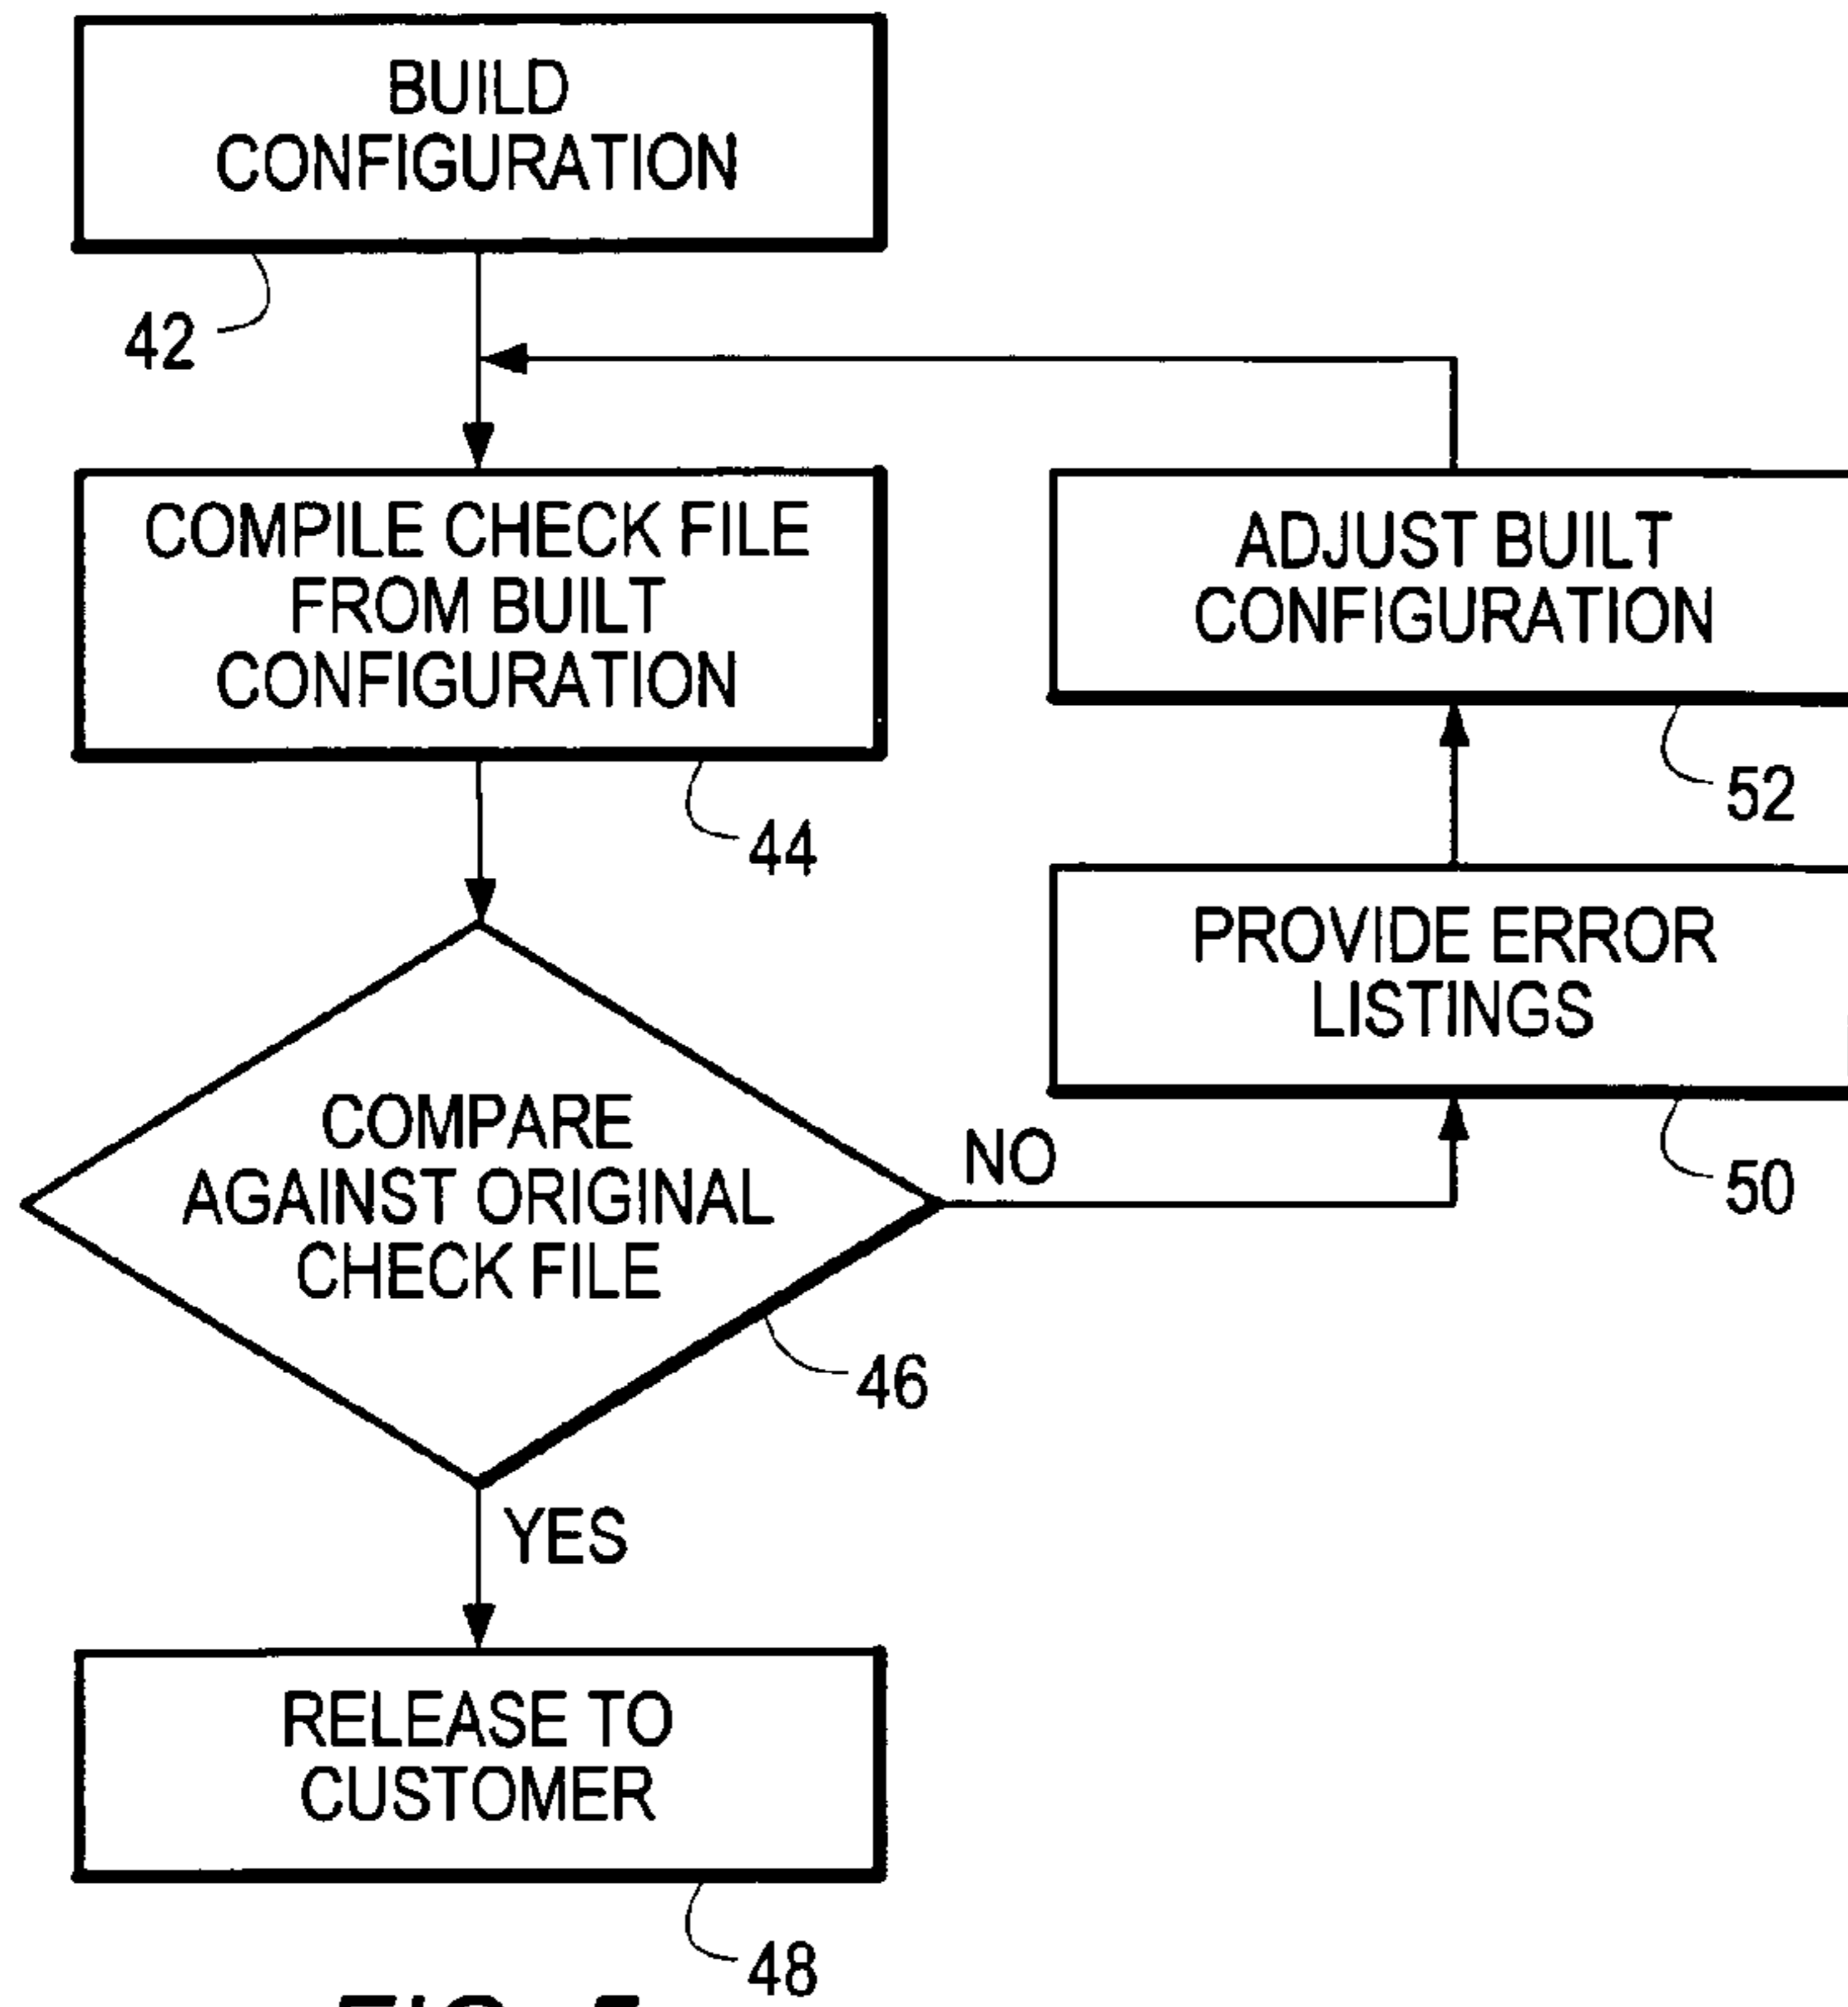 BUILD
CONFIGURATION
42
COMPILE CHECK FILE
FROM BUILT
CONFIGURATION
44
COMPARE
AGAINST ORIGINAL
CHECK FILE
46
NO
YES
RELEASE TO
CUSTOMER
48
ADJUST BUILT
CONFIGURATION
52
PROVIDE ERROR
LISTINGS
50